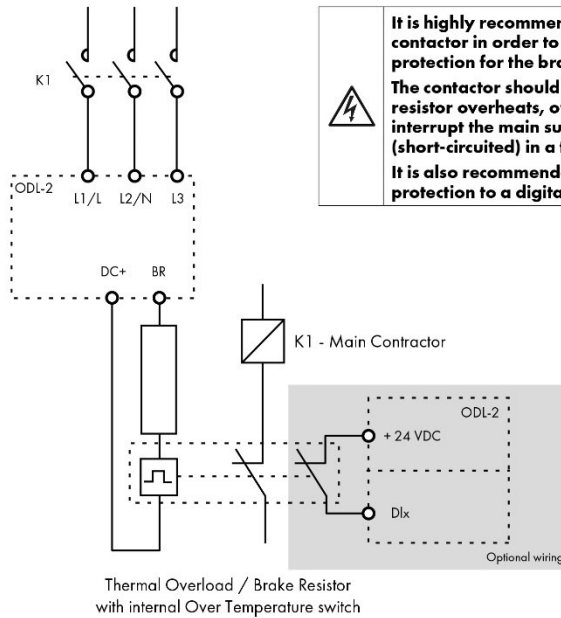 It is highly recommen
contactor in order to
protection for the bra
The contactor should
resistor overheats, o
interrupt the main su
(short-circuited) in a
It is also recommend
protection to a digita
K1
ODL-2
L1/L L2/N L3
DC+ BR
K1 - Main Contractor
ODL-2
+ 24 VDC
DIx
Optional wiring
Thermal Overload / Brake Resistor
with internal Over Temperature switch